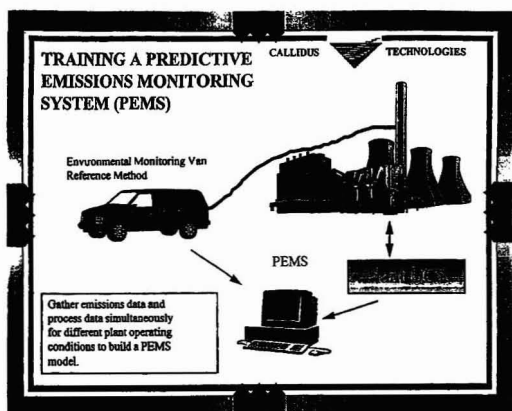 TRAINING A PREDICTIVE
EMISSIONS MONITORING
SYSTEM (PEMS)
CALLIDUS TECHNOLOGIES
Environmental Monitoring Van
Reference Method
PEMS
Gather emissions data and
process data simultaneously
for different plant operating
conditions to build a PEMS
model.